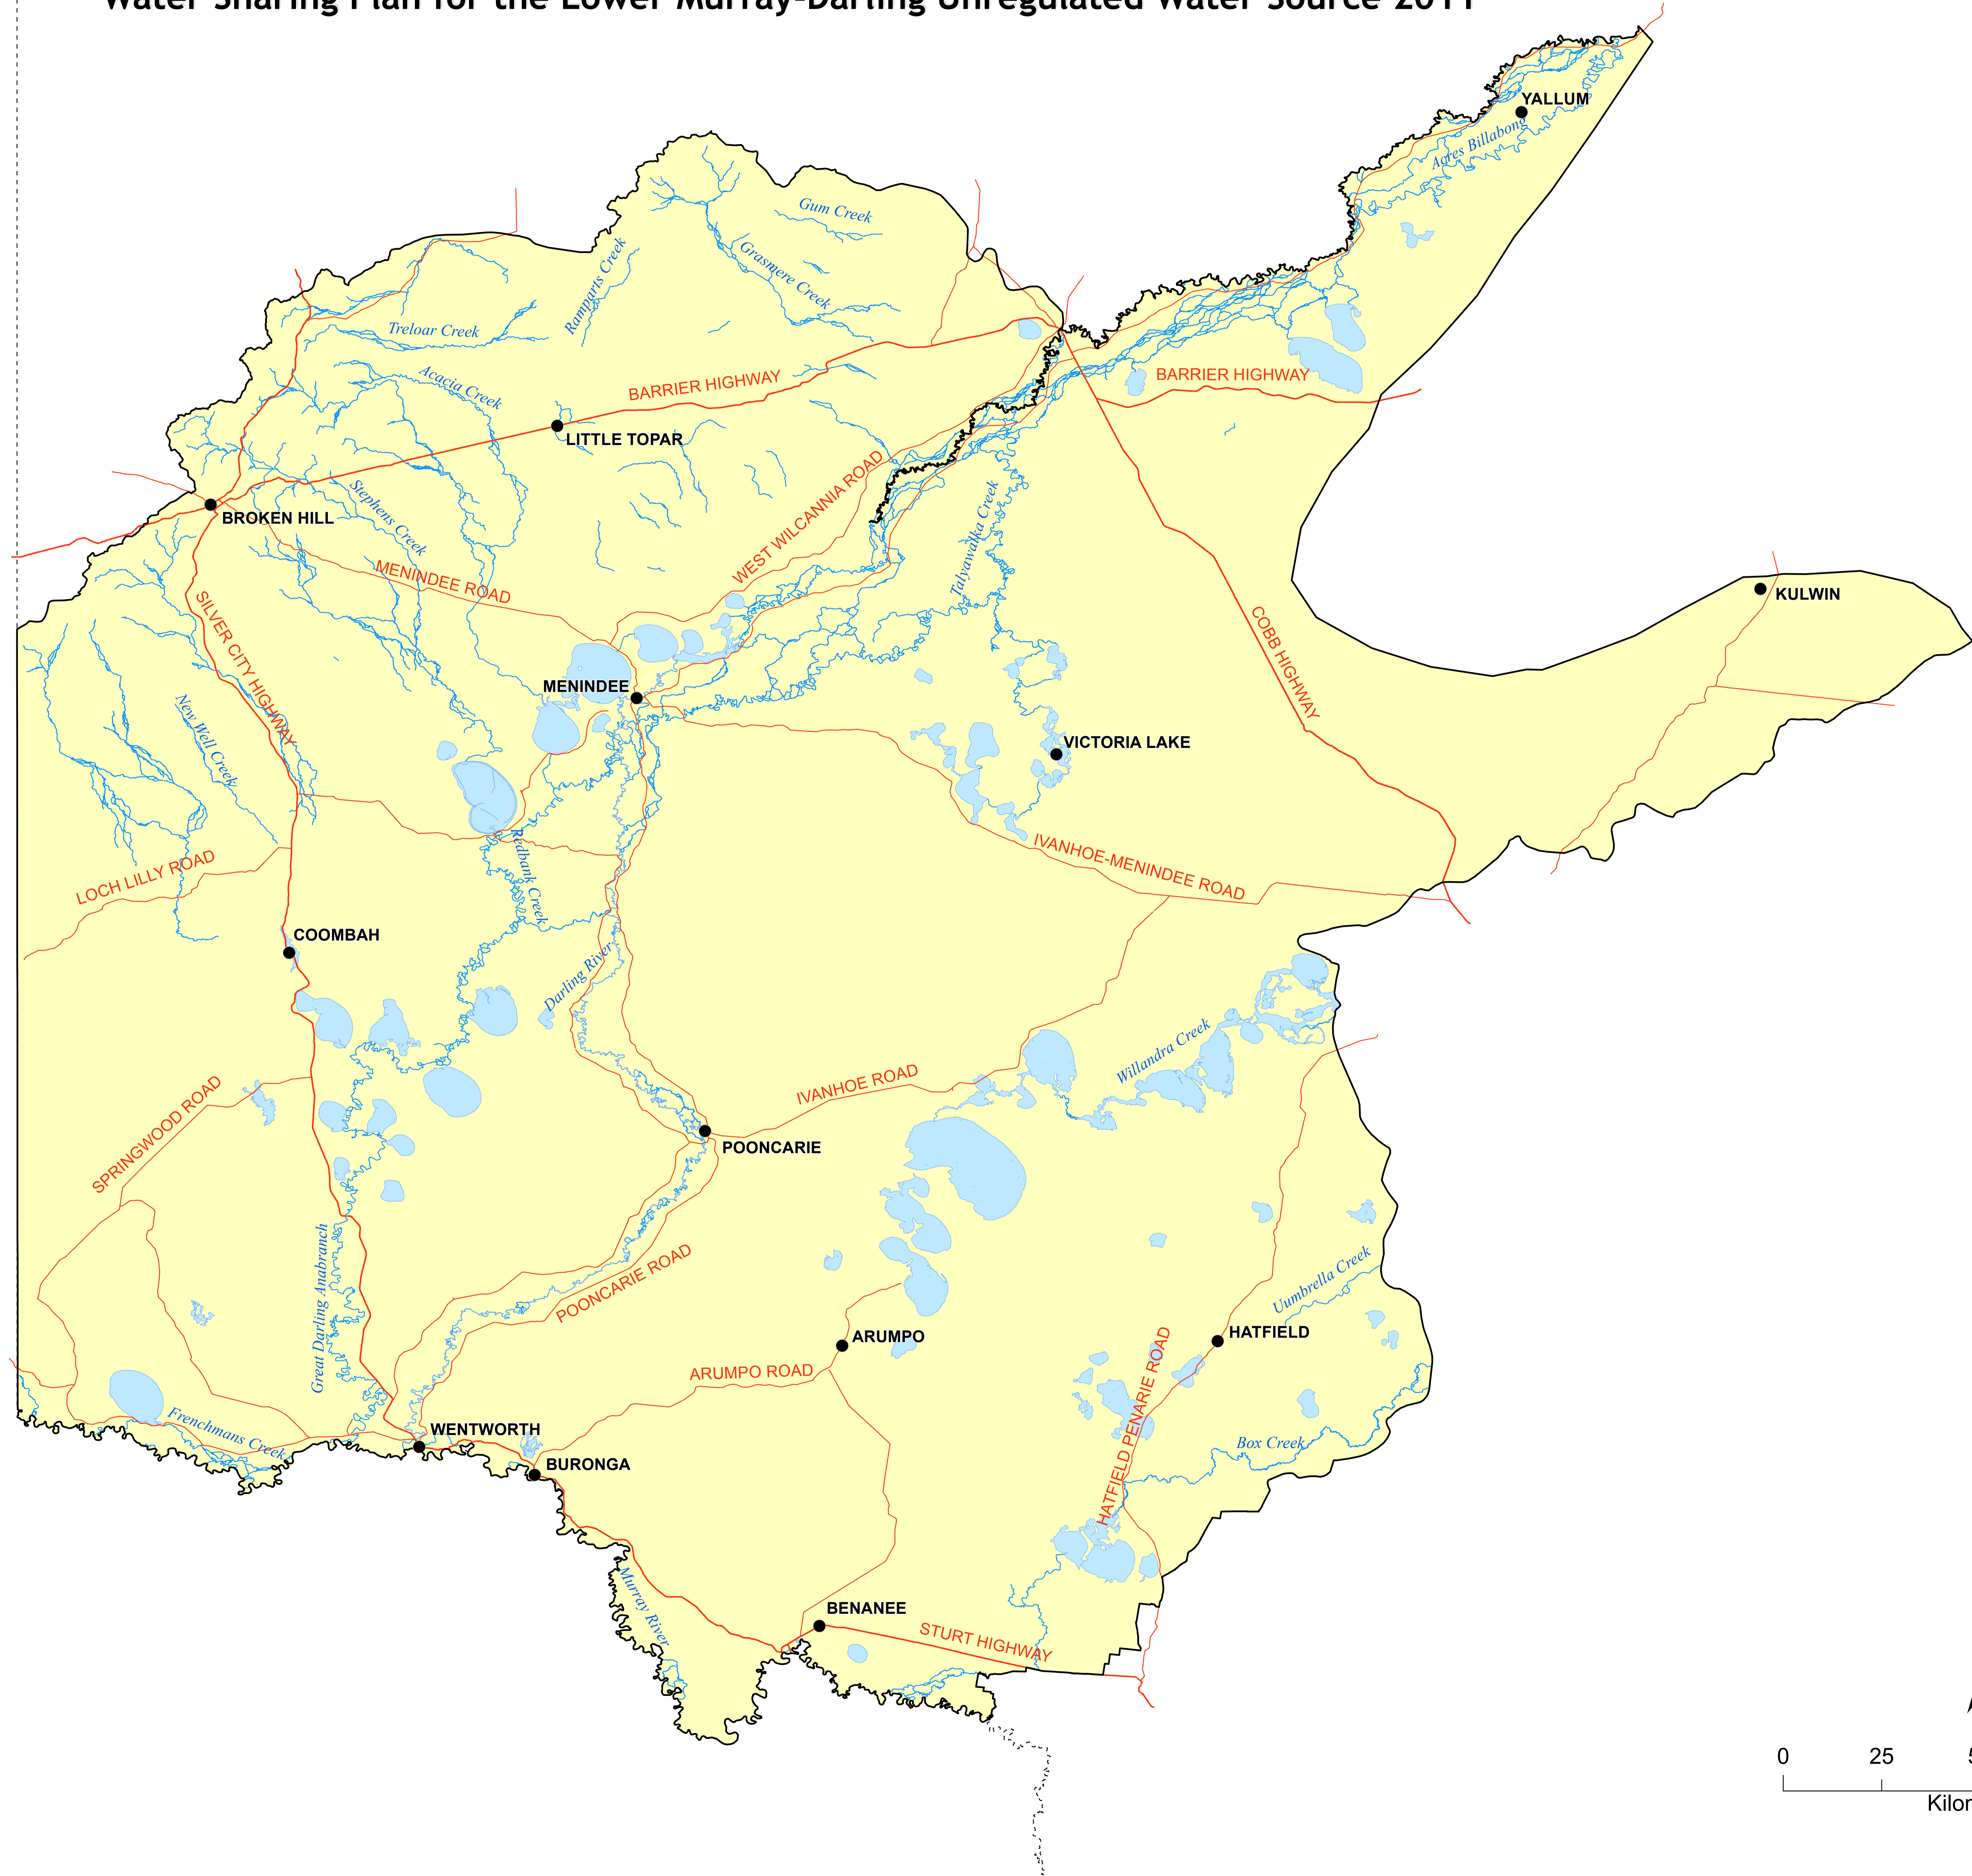 Water Sharing Plan for the Lower Murray-Darling Unregulated Water Source 2011
YALLUM
Acres Billabong
Gum Creek
Grasmere Creek
Ramparts Creek
Treloar Creek
Acacia Creek
BARRIER HIGHWAY
BARRIER HIGHWAY
LITTLE TOPAR
WEST WILCANNIA ROAD
Stephens Creek
BROKEN HILL
Talyawalka Creek
MENINDEE ROAD
KULWIN
SILVER CITY HIGHWAY
COBB HIGHWAY
MENINDEE
New Well Creek
VICTORIA LAKE
Redbank Creek
IVANHOE-MENINDEE ROAD
LOCH LILLY ROAD
COOMBAH
Darling River
Willandra Creek
IVANHOE ROAD
SPRINGWOOD ROAD
POONCARIE
Great Darling Anabranch
POONCARIE ROAD
Uumbrella Creek
ARUMPO
HATFIELD
ARUMPO ROAD
HATFIELD PENARIE ROAD
Frenchmans Creek
WENTWORTH
Box Creek
BURONGA
Murray River
BENANEE
STURT HIGHWAY
0 25